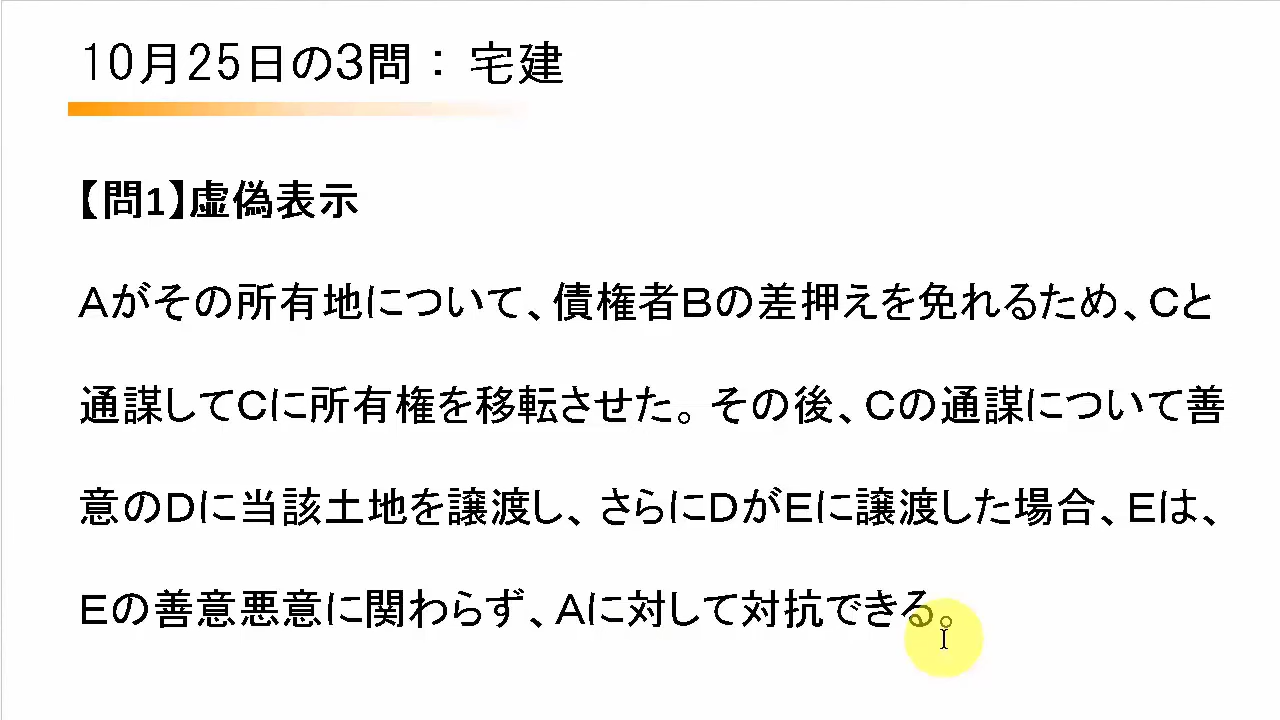 10月25日の3問：宅建
【問1】虚偽表示
Aがその所有地について、債権者Bの差押えを免れるため、Cと
通謀してCに所有権を移転させた。その後、Cの通謀について善
意のDに当該土地を譲渡し、さらにDがEに譲渡した場合、Eは、
Eの善意悪意に関わらず、Aに対して対抗できる。